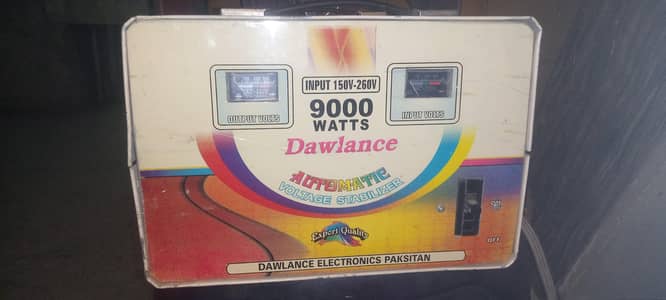 INPUT 150V-260V
OUTPUT VOLTS
INPUT VOLTS
9000
WATTS
Dawlance
AUTOMATIC
VOLTAGE STABILIZER
ON
OFF
Expert Quality
DAWLANCE ELECTRONICS PAKSITAN